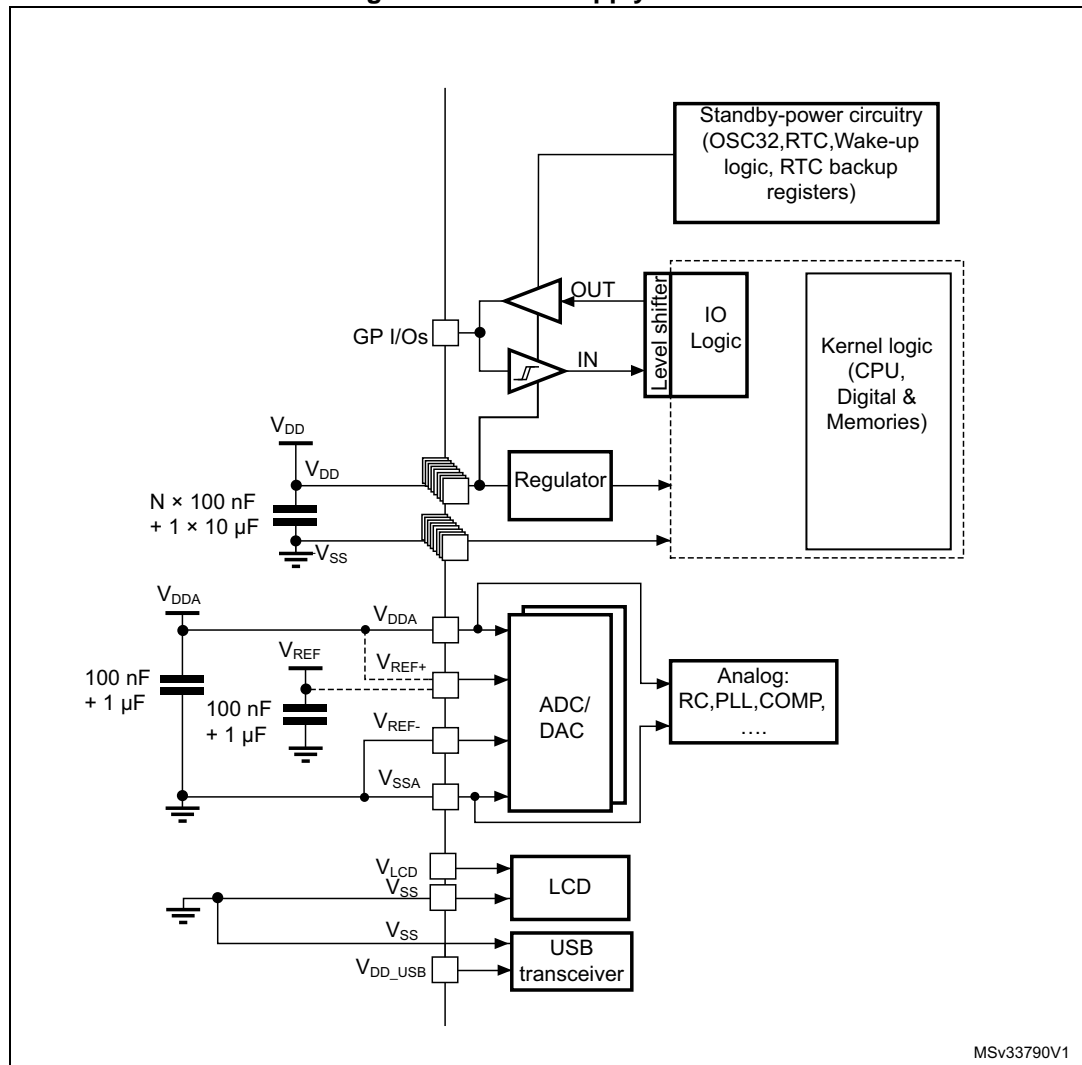 Standby-power circuitry
(OSC32,RTC,Wake-up
logic, RTC backup
registers)
OUT
GP I/Os
IN
Level shifter
IO
Logic
Kernel logic
(CPU,
Digital &
Memories)
VDD
VDD
N × 100 nF
+ 1 × 10 µF
Regulator
VSS
VDDA
VDDA
VREF
VREF+
100 nF
+ 1 µF
100 nF
+ 1 µF
VREF-
ADC/
DAC
Analog:
RC,PLL,COMP,
....
VSSA
VLCD
VSS
LCD
VSS
USB
transceiver
VDD_USB
MSv33790V1